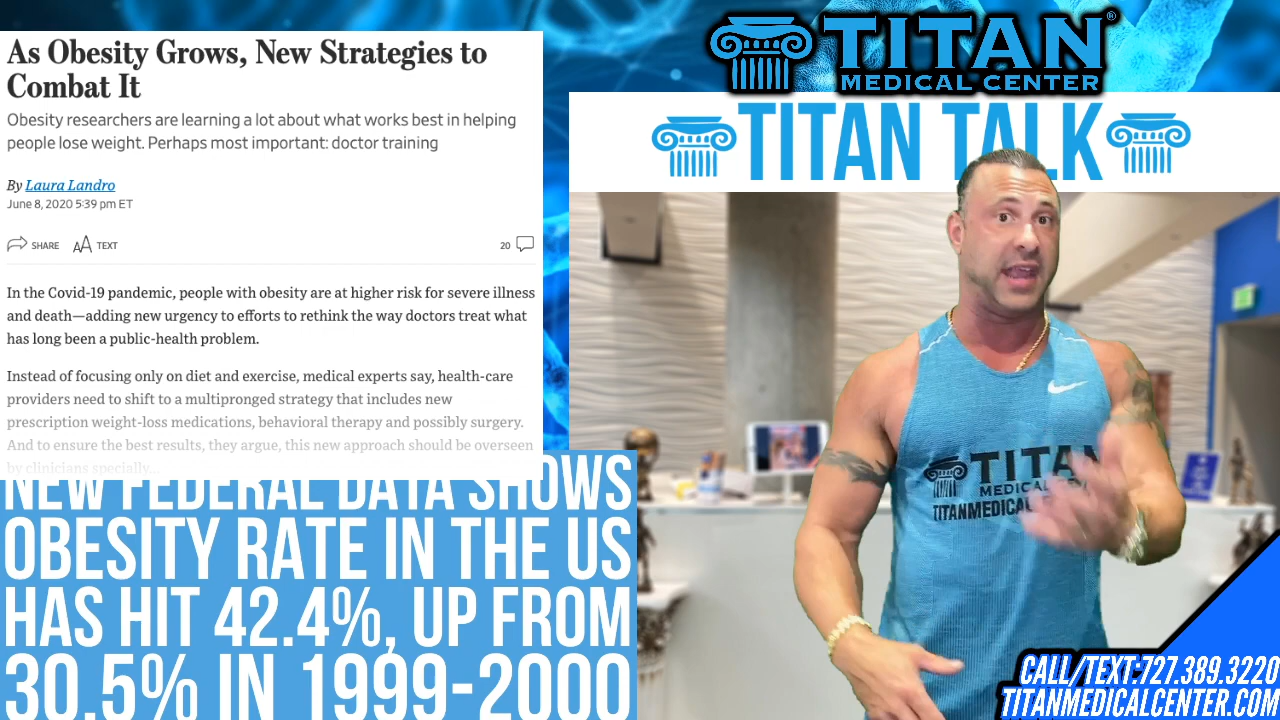 As Obesity Grows, New Strategies to
Combat It
Obesity researchers are learning a lot about what works best in helping
people lose weight. Perhaps most important: doctor training
By Laura Landro
June 8, 2020 5:39 pm ET
SHARE AA TEXT 20
In the Covid-19 pandemic, people with obesity are at higher risk for severe illness
and death—adding new urgency to efforts to rethink the way doctors treat what
has long been a public-health problem.
Instead of focusing only on diet and exercise, medical experts say, health-care
providers need to shift to a multipronged strategy that includes new
prescription weight-loss medications, behavioral therapy and possibly surgery.
And to ensure the best results, they argue, this new approach should be overseen
by clinicians specially...
NEW FEDERAL DATA SHOWS
OBESITY RATE IN THE US
HAS HIT 42.4%, UP FROM
30.5% IN 1999-2000
TITAN®
MEDICAL CENTER
TITAN TALK
TITAN
MEDICAL
TITANMEDICAL
CALL/TEXT:727.389.3220
TITANMEDICALCENTER.COM